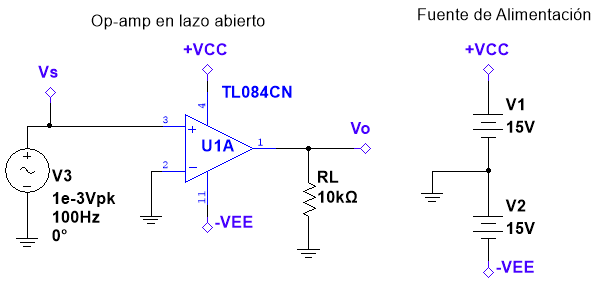 Op-amp en lazo abierto
Fuente de Alimentación
+VCC
+VCC
Vs
TL084CN
4
V1
15V
3
+
U1A
1
Vo
2
−
V3
1e-3Vpk
100Hz
0°
11
RL
10kΩ
-VEE
V2
15V
-VEE